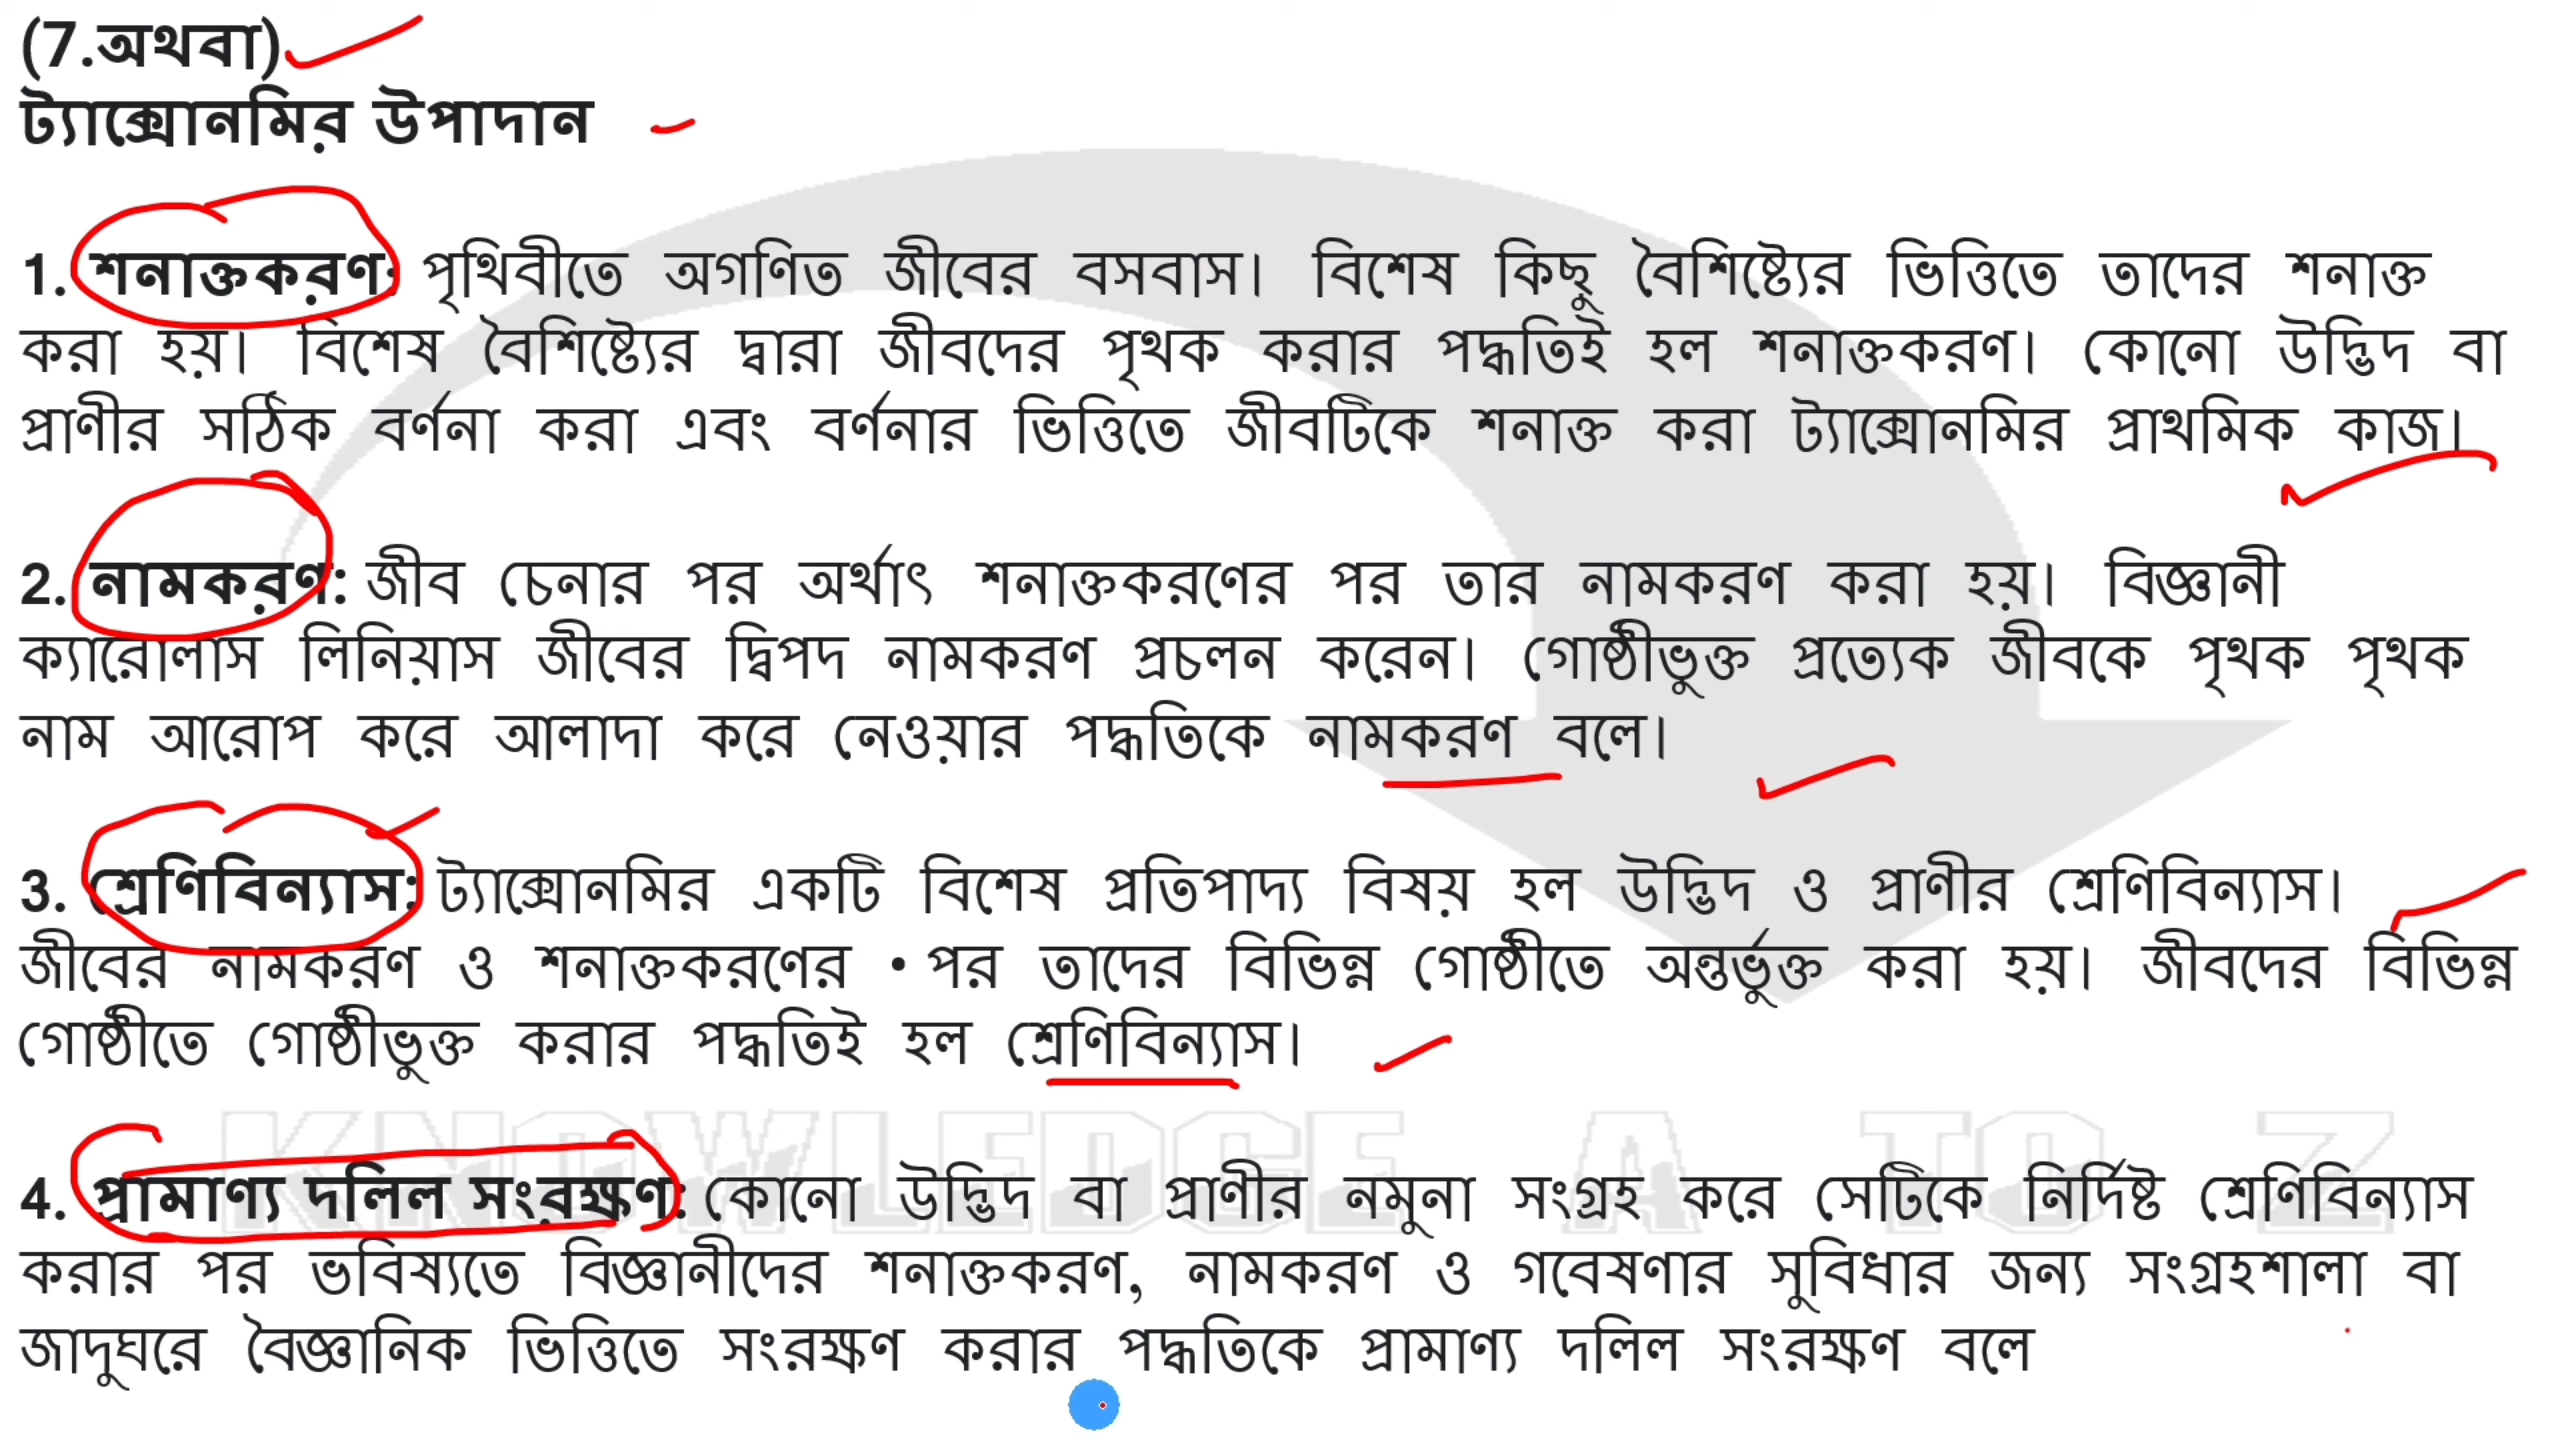 (7.অথবা)
ট্যাক্সোনমির উপাদান
1. শনাক্তকরণ: পৃথিবীতে অগণিত জীবের বসবাস। বিশেষ কিছু বৈশিষ্ট্যের ভিত্তিতে তাদের শনাক্ত
করা হয়। বিশেষ বৈশিষ্ট্যের দ্বারা জীবদের পৃথক করার পদ্ধতিই হল শনাক্তকরণ। কোনো উদ্ভিদ বা
প্রাণীর সঠিক বর্ণনা করা এবং বর্ণনার ভিত্তিতে জীবটিকে শনাক্ত করা ট্যাক্সোনমির প্রাথমিক কাজ।
2. নামকরণ: জীব চেনার পর অর্থাৎ শনাক্তকরণের পর তার নামকরণ করা হয়। বিজ্ঞানী
ক্যারোলাস লিনিয়াস জীবের দ্বিপদ নামকরণ প্রচলন করেন। গোষ্ঠীভুক্ত প্রত্যেক জীবকে পৃথক পৃথক
নাম আরোপ করে আলাদা করে নেওয়ার পদ্ধতিকে নামকরণ বলে।
3. শ্রেণিবিন্যাস: ট্যাক্সোনমির একটি বিশেষ প্রতিপাদ্য বিষয় হল উদ্ভিদ ও প্রাণীর শ্রেণিবিন্যাস।
জীবের নামকরণ ও শনাক্তকরণের • পর তাদের বিভিন্ন গোষ্ঠীতে অন্তর্ভুক্ত করা হয়। জীবদের বিভিন্ন
গোষ্ঠীতে গোষ্ঠীভুক্ত করার পদ্ধতিই হল শ্রেণিবিন্যাস।
KNOWLEDGE A TO Z
4. প্রামাণ্য দলিল সংরক্ষণ: কোনো উদ্ভিদ বা প্রাণীর নমুনা সংগ্রহ করে সেটিকে নির্দিষ্ট শ্রেণিবিন্যাস
করার পর ভবিষ্যতে বিজ্ঞানীদের শনাক্তকরণ, নামকরণ ও গবেষণার সুবিধার জন্য সংগ্রহশালা বা
জাদুঘরে বৈজ্ঞানিক ভিত্তিতে সংরক্ষণ করার পদ্ধতিকে প্রামাণ্য দলিল সংরক্ষণ বলে